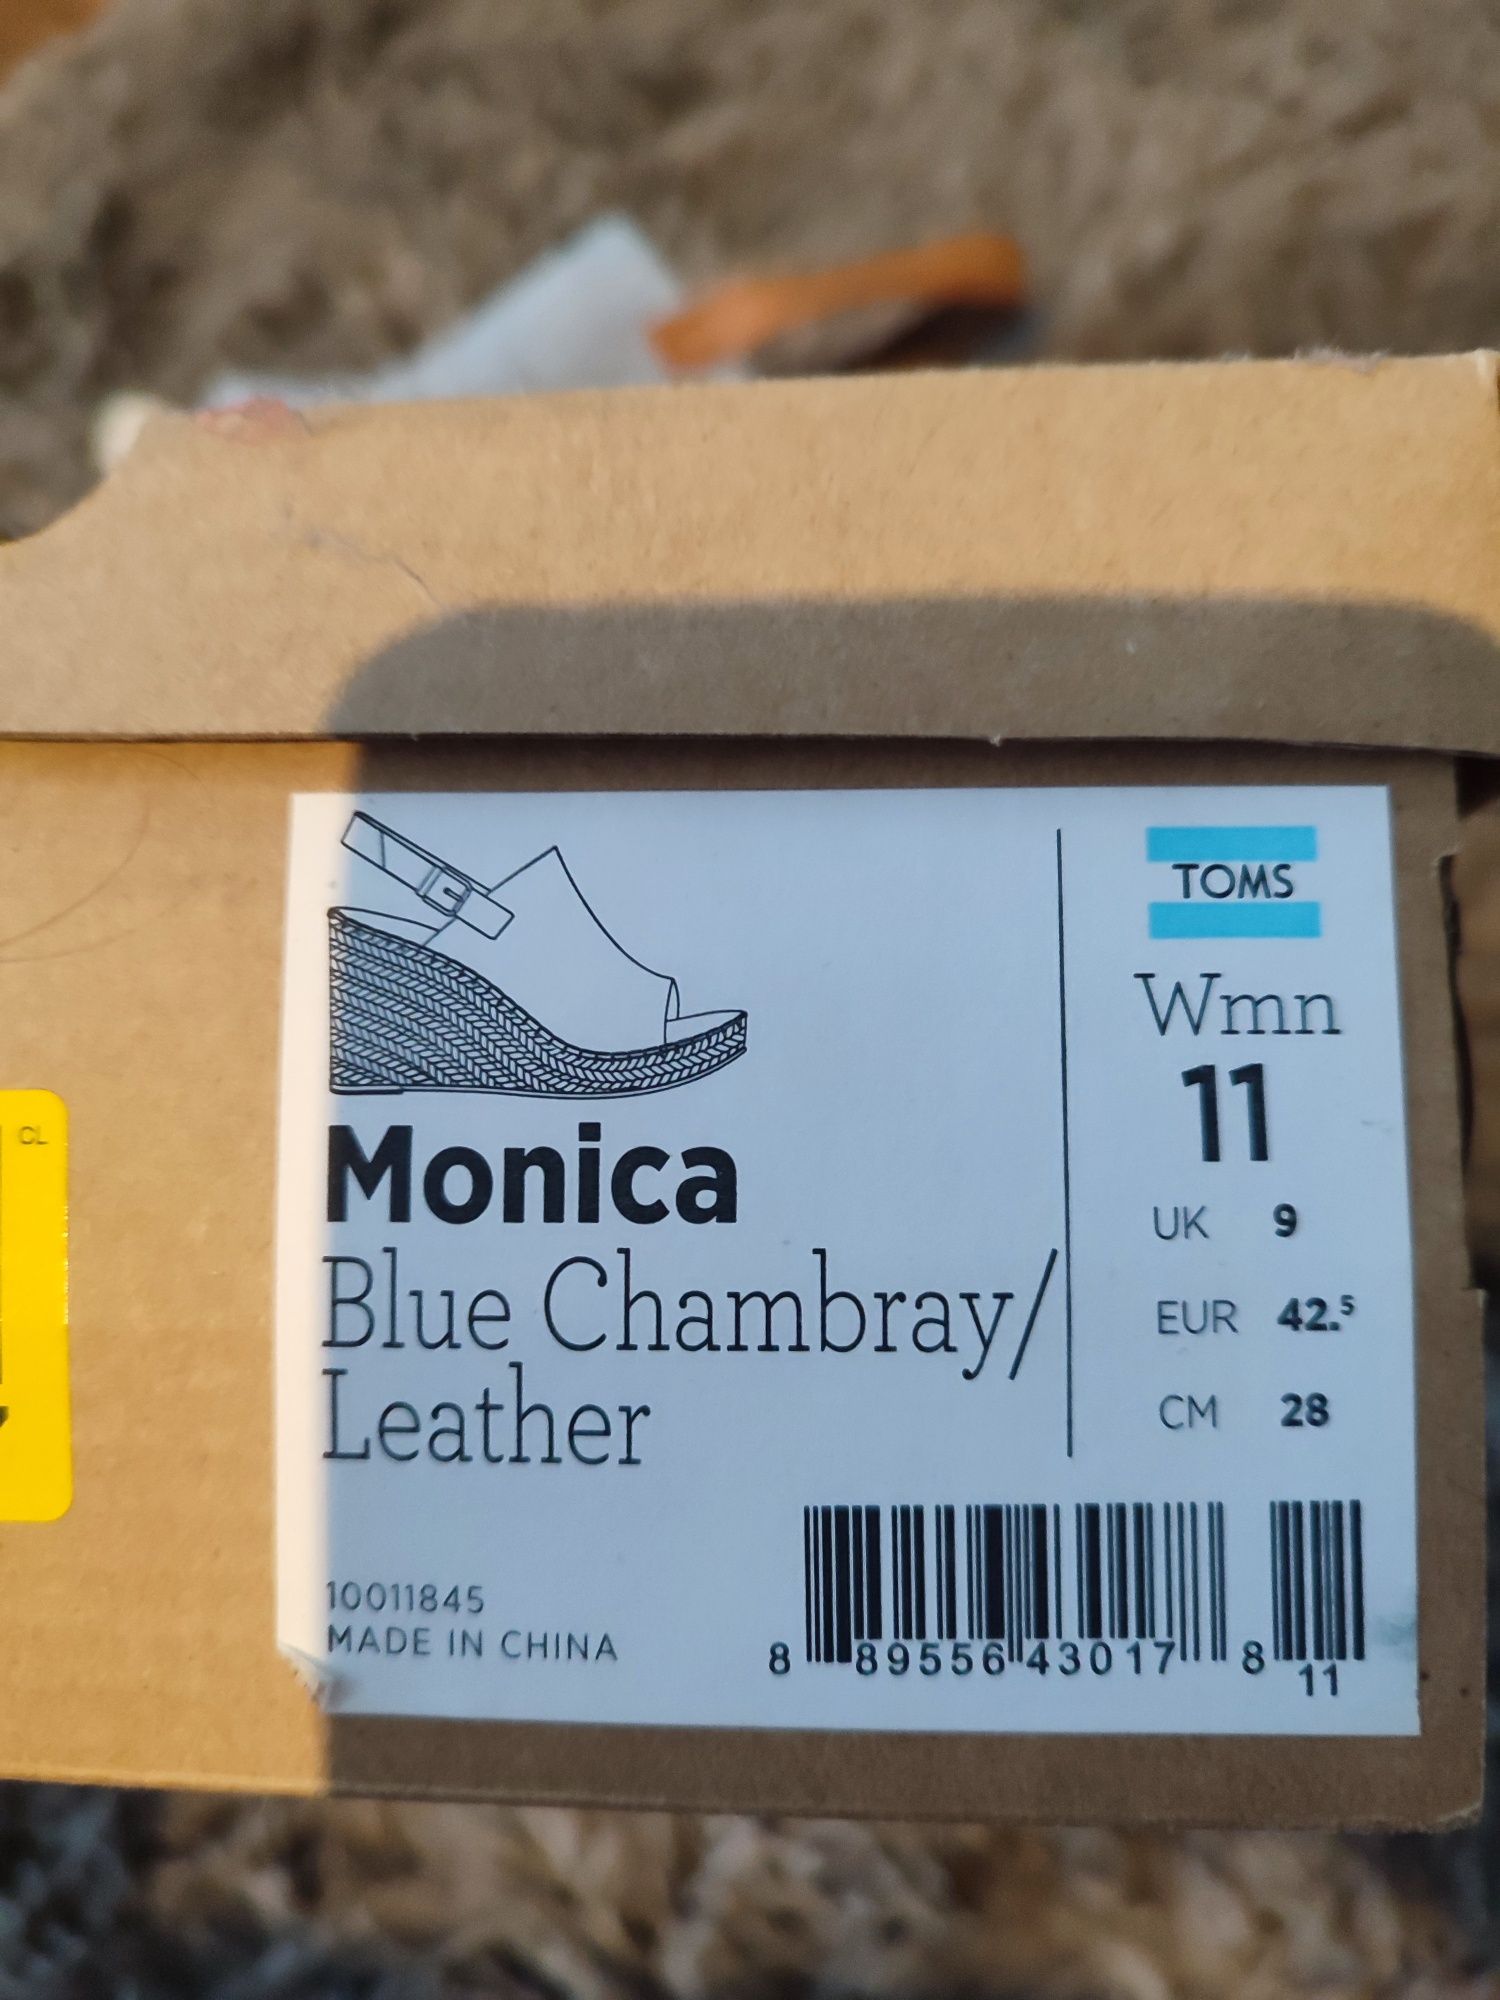 TOMS
Wmn
11
UK 9
EUR 42.5
CM 28
Monica
Blue Chambray/
Leather
10011845
MADE IN CHINA
8 89556 43017 8
11
CL